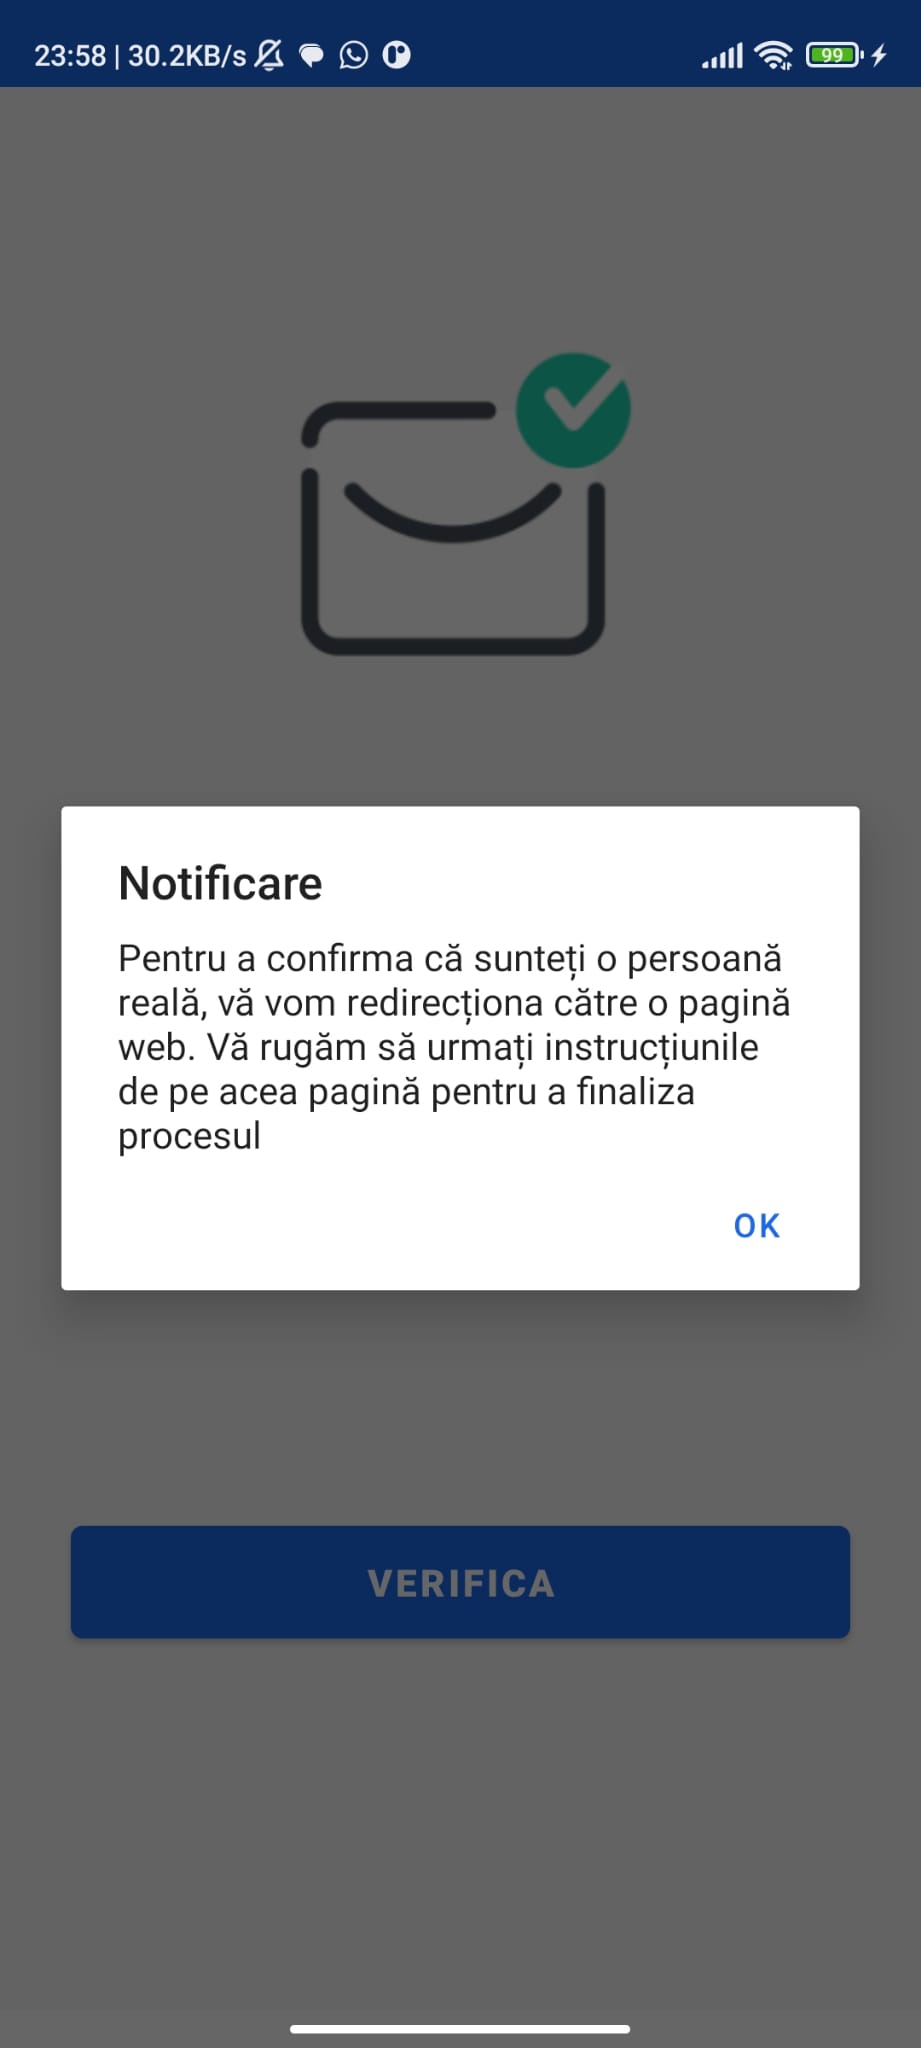 23:58 | 30.2KB/s
99
Notificare
Pentru a confirma că sunteți o persoană
reală, vă vom redirecționa către o pagină
web. Vă rugăm să urmați instrucțiunile
de pe acea pagină pentru a finaliza
procesul
OK
VERIFICA